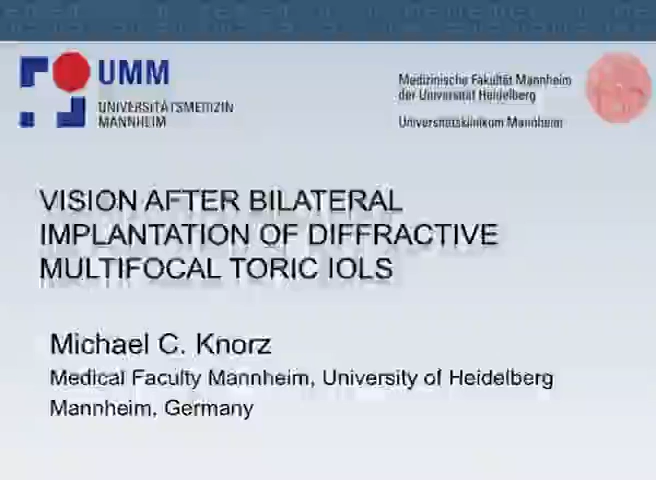 UMM
UNIVERSITÄTSMEDIZIN
MANNHEIM
Medizinische Fakultät Mannheim
der Universität Heidelberg
Universitätsklinikum Mannheim
VISION AFTER BILATERAL
IMPLANTATION OF DIFFRACTIVE
MULTIFOCAL TORIC IOLS
Michael C. Knorz
Medical Faculty Mannheim, University of Heidelberg
Mannheim, Germany